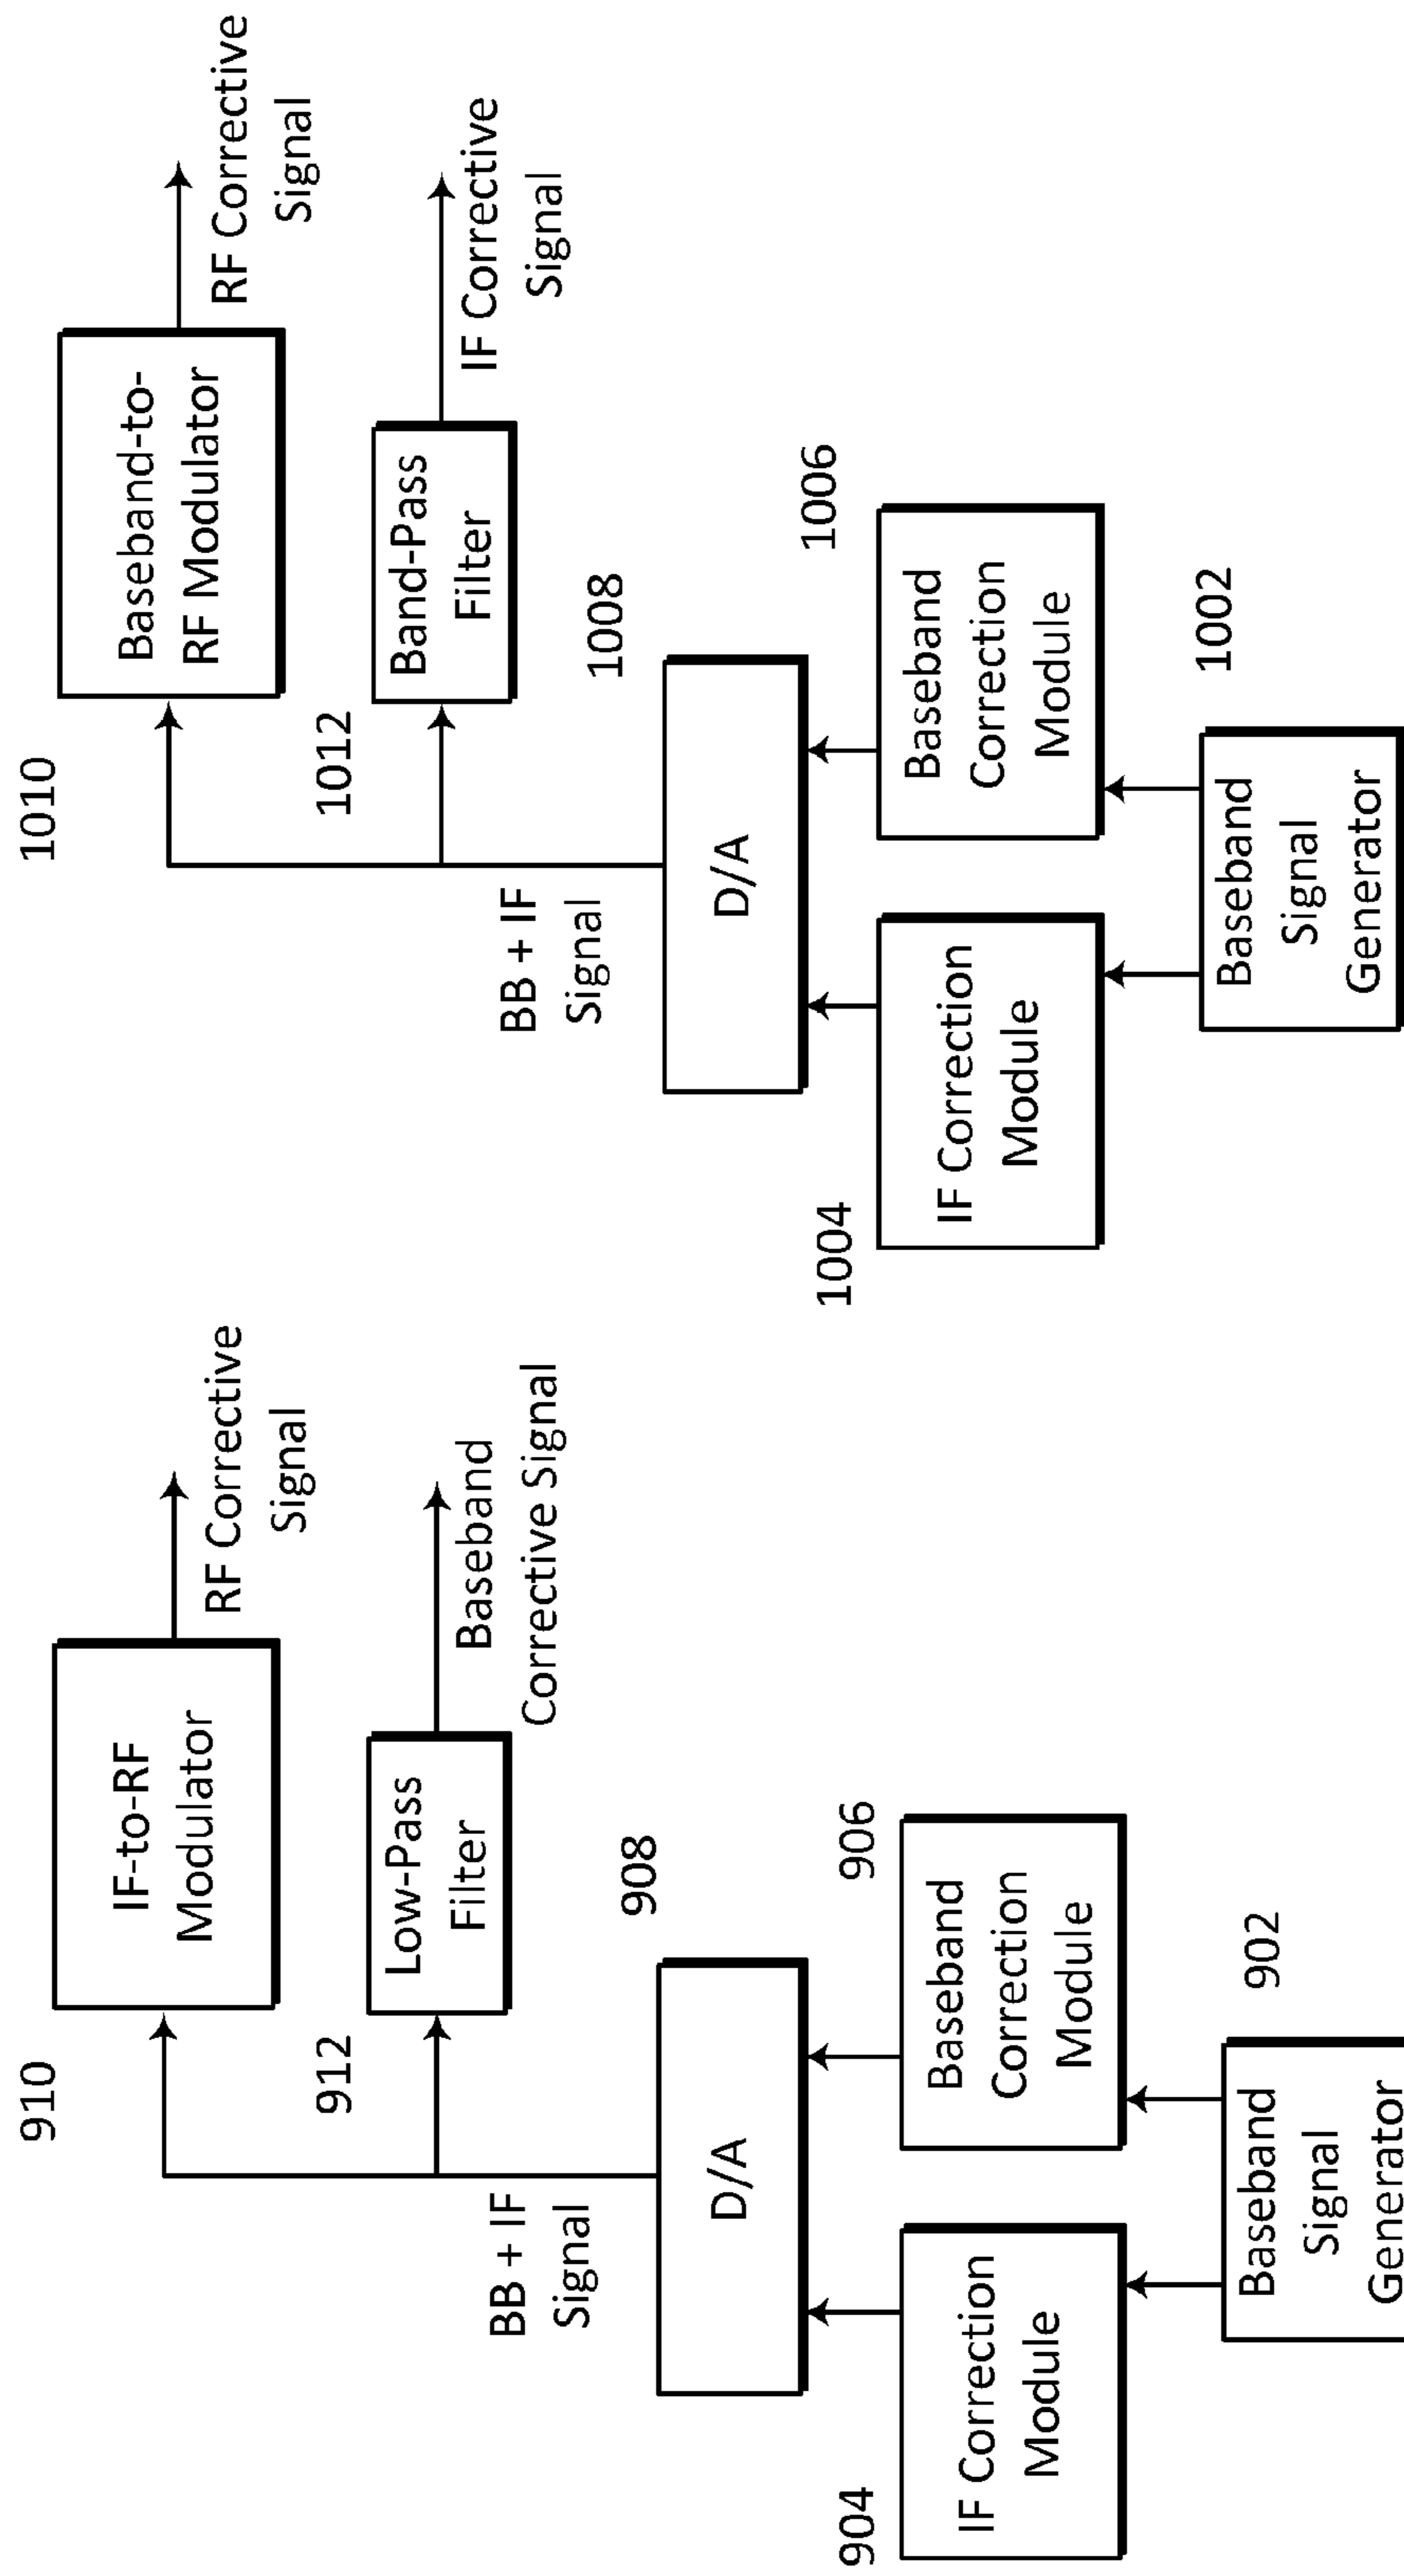 910
IF-to-RF
Modulator
RF Corrective
Signal
912
Low-Pass
Filter
Baseband
Corrective Signal
BB + IF
Signal
908
D/A
904
IF Correction
Module
906
Baseband
Correction
Module
902
Baseband
Signal
Generator
1010
Baseband-to-
RF Modulator
RF Corrective
Signal
1012
Band-Pass
Filter
IF Corrective
Signal
BB + IF
Signal
1008
D/A
1004
IF Correction
Module
1006
Baseband
Correction
Module
1002
Baseband
Signal
Generator